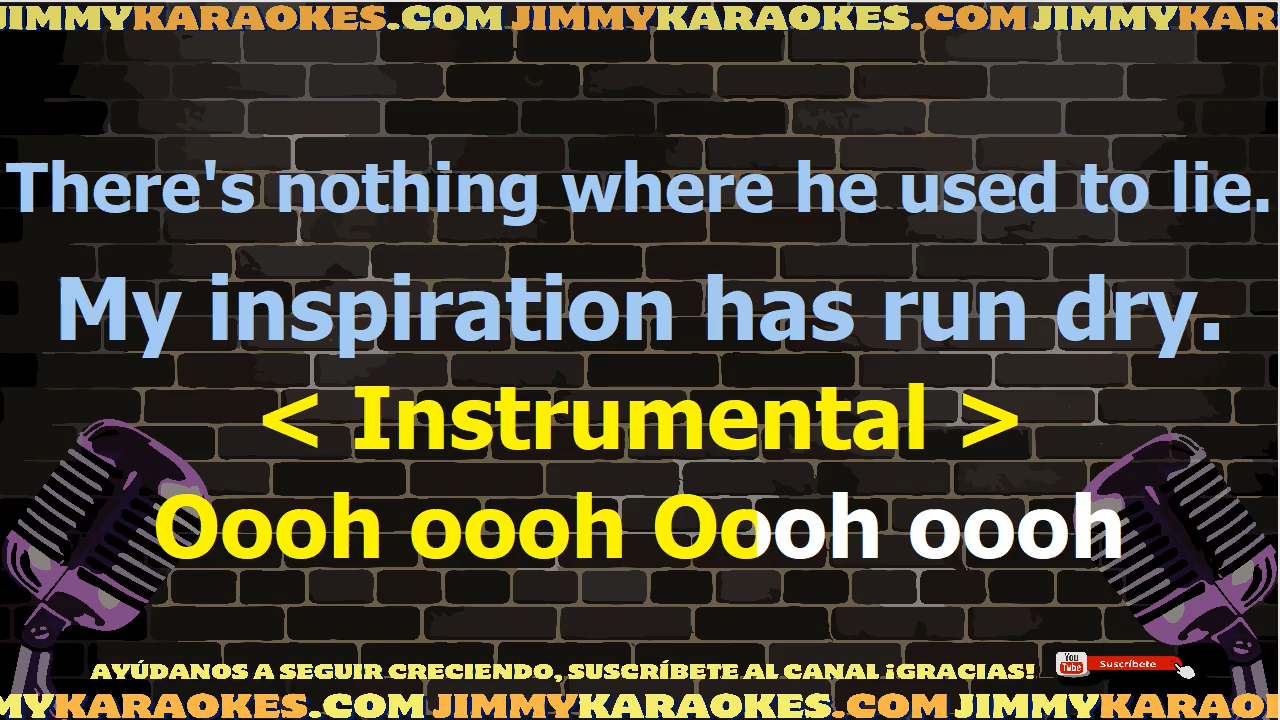 JIMMYKARAOKES.COM JIMMYKARAOKES.COM JIMMYKAR
There's nothing where he used to lie.
My inspiration has run dry.
< Instrumental >
Oooh oooh Oooh oooh
AYÚDANOS A SEGUIR CRECIENDO, SUSCRÍBETE AL CANAL ¡GRACIAS!
You Tube Suscríbete
MYKARAOKES.COM JIMMYKARAOKES.COM JIMMYKARAO